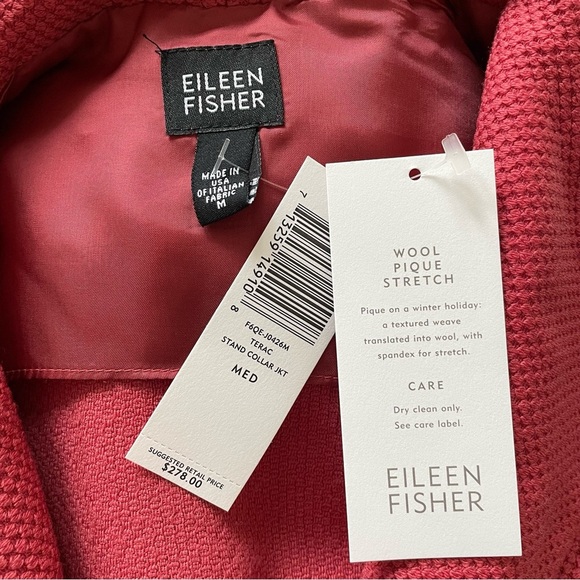 EILEEN
FISHER
MADE IN
USA
OF ITALIAN
FABRIC
M
7 13259 14910 8
F6QE-J0426M
TERAC
STAND COLLAR JKT
MED
SUGGESTED RETAIL PRICE
$278.00
WOOL
PIQUE
STRETCH
Pique on a winter holiday:
a textured weave
translated into wool, with
spandex for stretch.
CARE
Dry clean only.
See care label.
EILEEN
FISHER